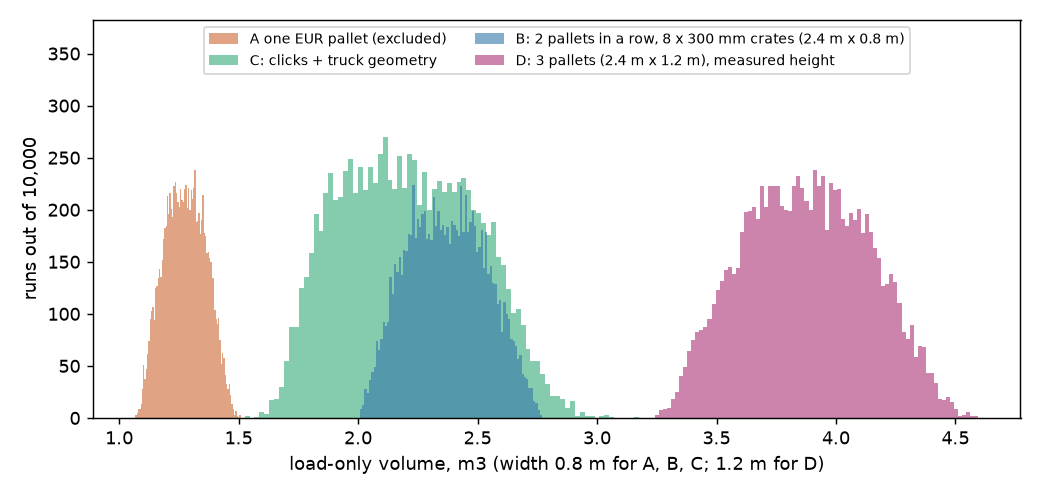 A one EUR pallet (excluded)
C: clicks + truck geometry
B: 2 pallets in a row, 8 x 300 mm crates (2.4 m x 0.8 m)
D: 3 pallets (2.4 m x 1.2 m), measured height
runs out of 10,000
350
300
250
200
150
100
50
0
1.0 1.5 2.0 2.5 3.0 3.5 4.0 4.5
load-only volume, m3 (width 0.8 m for A, B, C; 1.2 m for D)